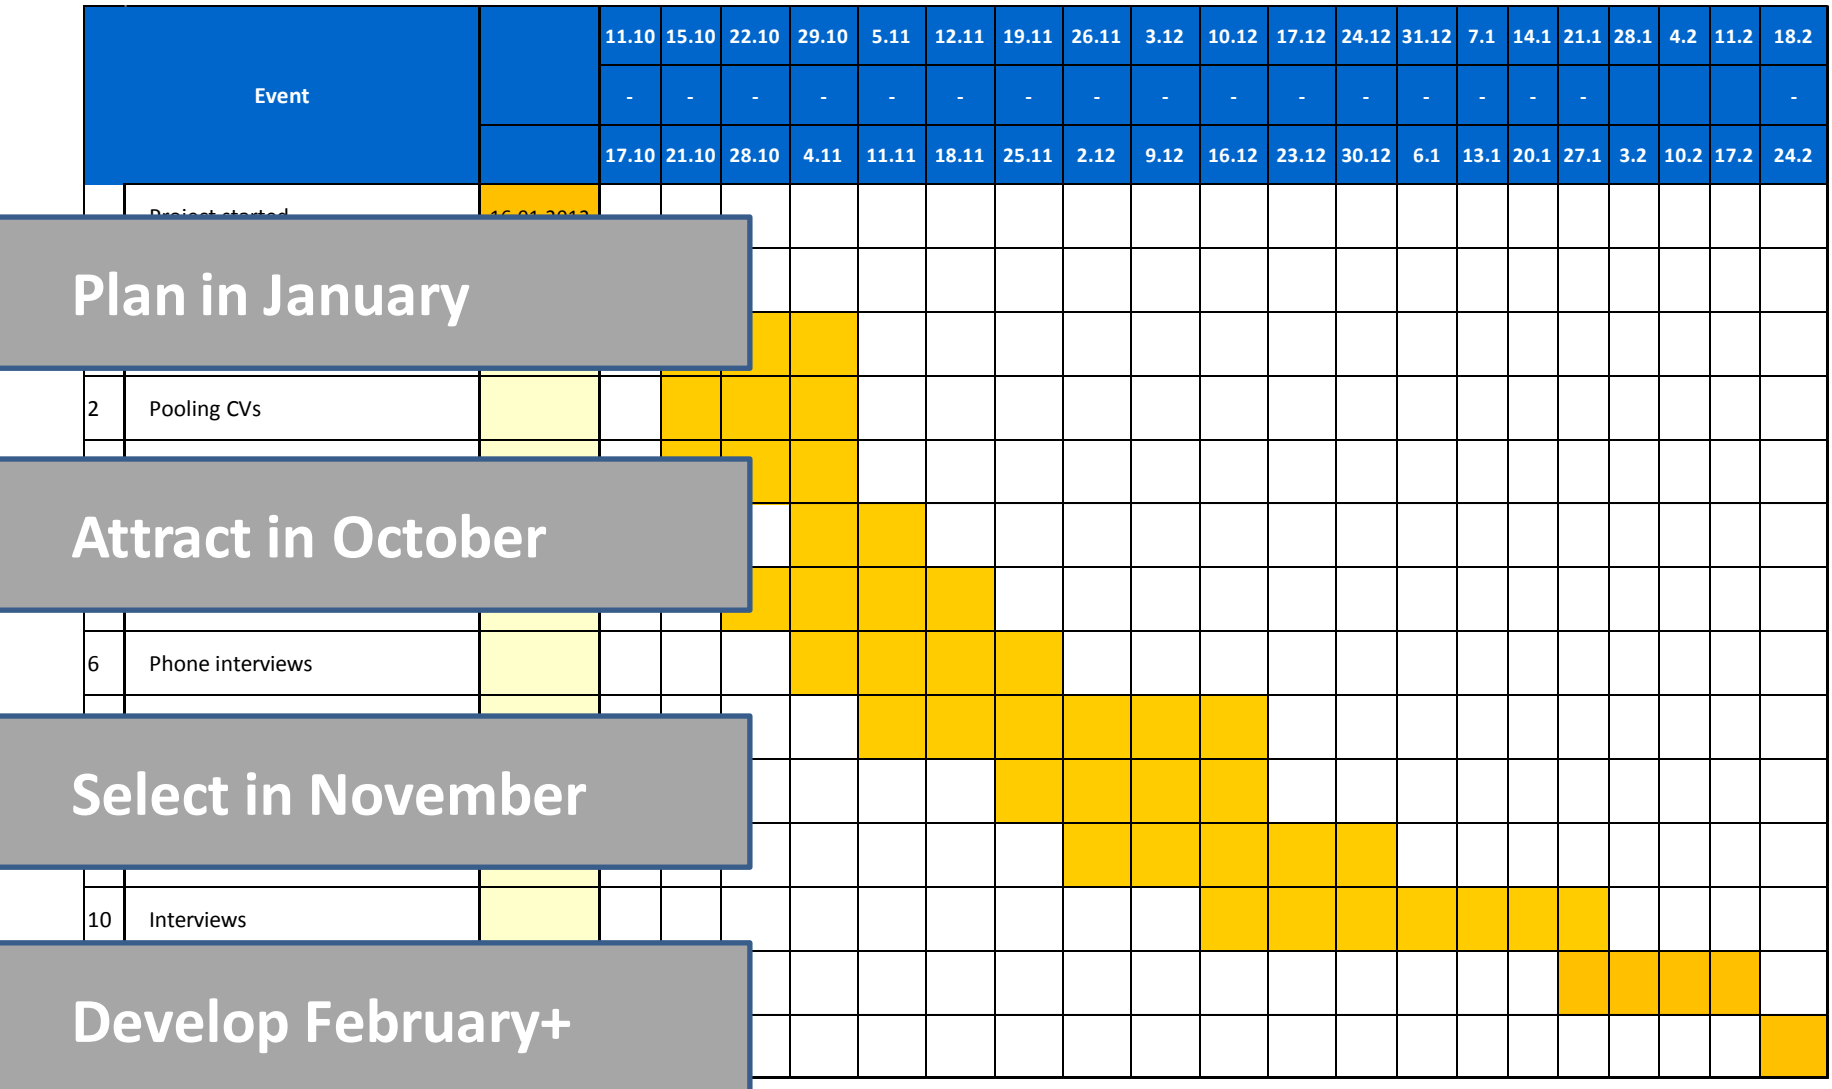 11.10 15.10 22.10 29.10 5.11 12.11 19.11 26.11 3.12 10.12 17.12 24.12 31.12 7.1 14.1 21.1 28.1 4.2 11.2 18.2
Event - - - - - - - - - - - - - - - - -
17.10 21.10 28.10 4.11 11.11 18.11 25.11 2.12 9.12 16.12 23.12 30.12 6.1 13.1 20.1 27.1 3.2 10.2 17.2 24.2
Project started 16.01.2012
Plan in January
2 Pooling CVs
Attract in October
6 Phone interviews
Select in November
10 Interviews
Develop February+